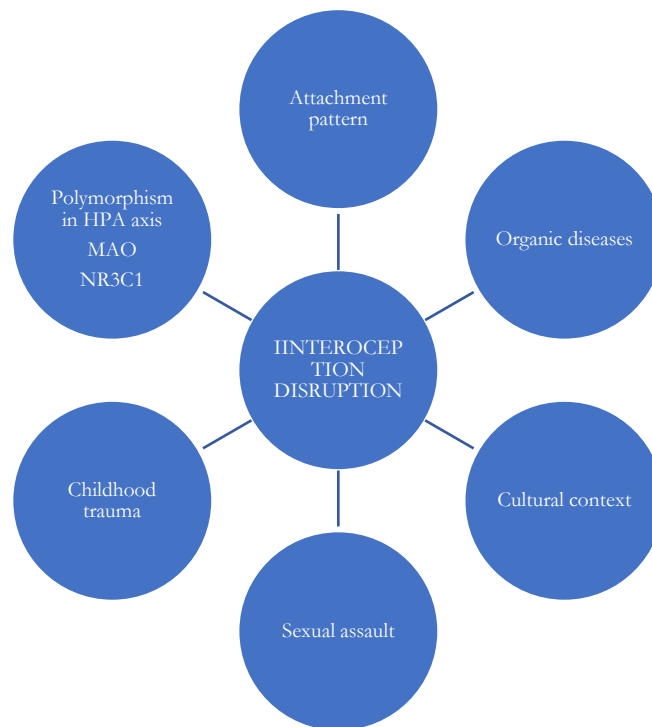 Attachment
pattern
Polymorphism
in HPA axis
MAO
NR3C1
Organic diseases
IINTEROCEP
TION
DISRUPTION
Childhood
trauma
Cultural context
Sexual assault